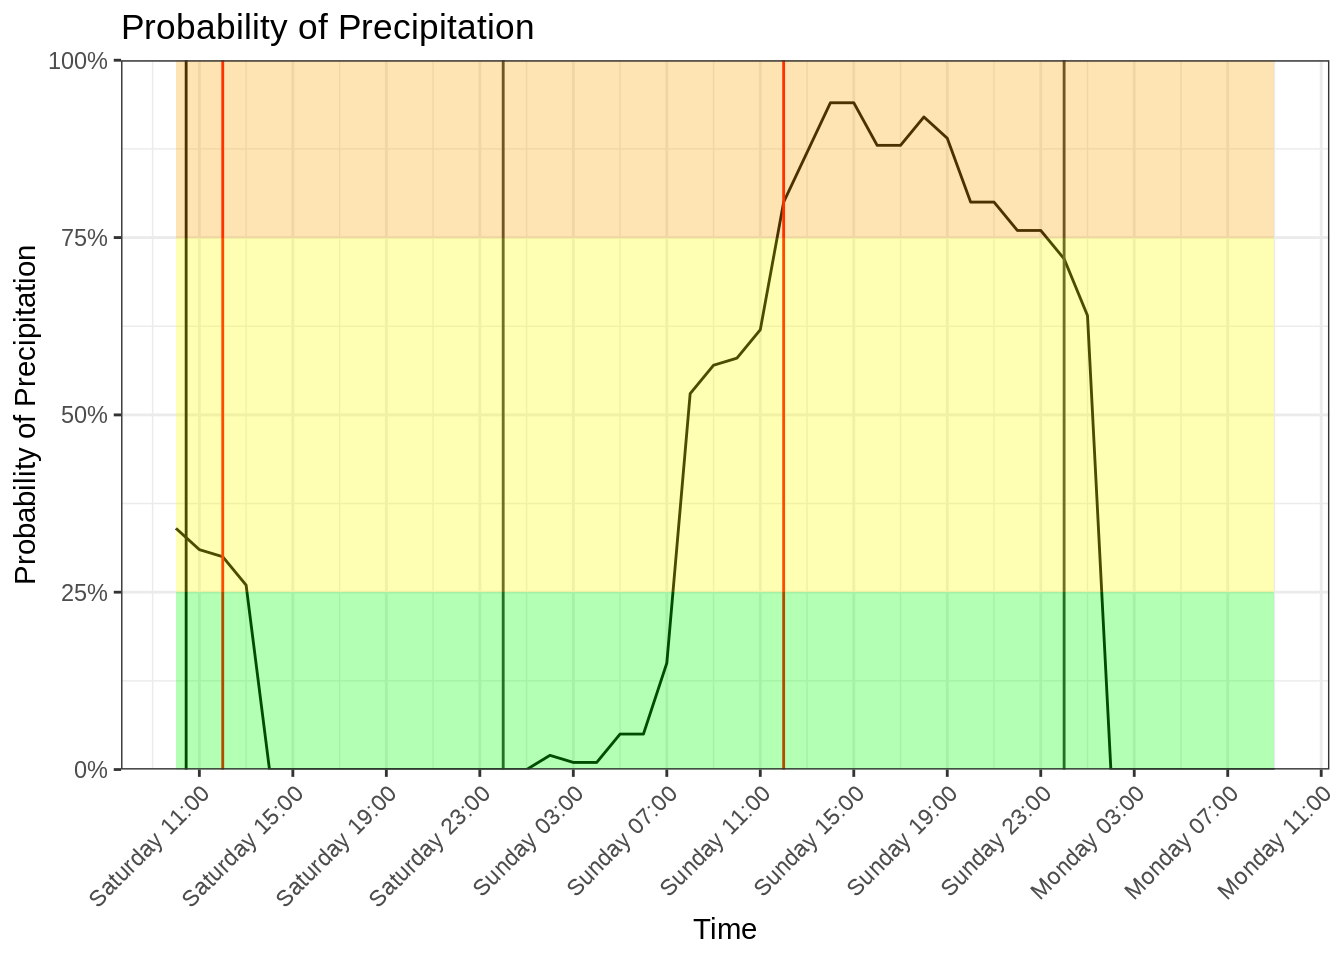 Probability of Precipitation
Probability of Precipitation
100%
75%
50%
25%
0%
Saturday 11:00
Saturday 15:00
Saturday 19:00
Saturday 23:00
Sunday 03:00
Sunday 07:00
Sunday 11:00
Sunday 15:00
Sunday 19:00
Sunday 23:00
Monday 03:00
Monday 07:00
Monday 11:00
Time